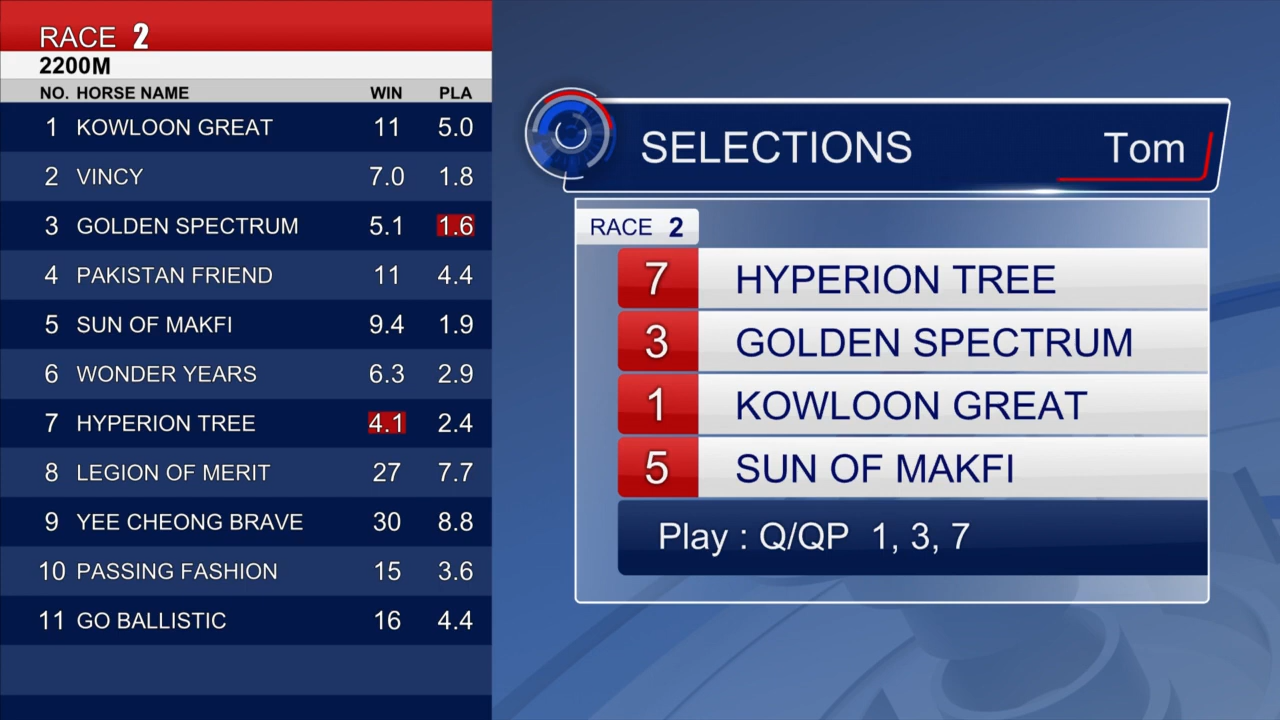 RACE 2
2200M
NO. HORSE NAME WIN PLA
1 KOWLOON GREAT 11 5.0
2 VINCY 7.0 1.8
3 GOLDEN SPECTRUM 5.1 1.6
4 PAKISTAN FRIEND 11 4.4
5 SUN OF MAKFI 9.4 1.9
6 WONDER YEARS 6.3 2.9
7 HYPERION TREE 4.1 2.4
8 LEGION OF MERIT 27 7.7
9 YEE CHEONG BRAVE 30 8.8
10 PASSING FASHION 15 3.6
11 GO BALLISTIC 16 4.4
SELECTIONS Tom
RACE 2
7 HYPERION TREE
3 GOLDEN SPECTRUM
1 KOWLOON GREAT
5 SUN OF MAKFI
Play : Q/QP 1, 3, 7